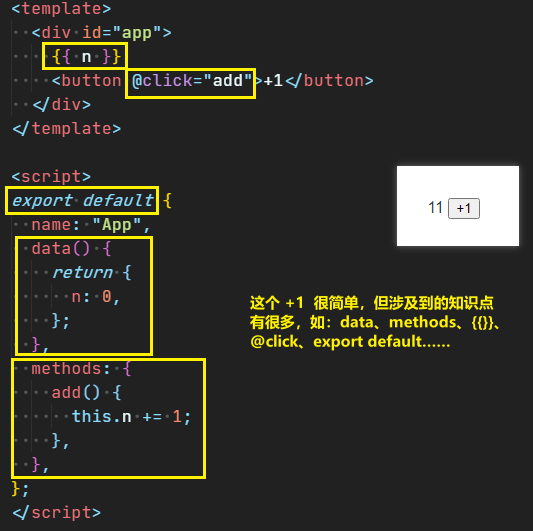 <template>
<div id="app">
{{ n }}
<button @click="add">+1</button>
</div>
</template>
<script>
export default {
name: "App",
data() {
return {
n: 0,
};
},
methods: {
add() {
this.n += 1;
},
},
};
</script>
11 +1
这个 +1 很简单，但涉及到的知识点
有很多，如：data、methods、{{}}、
@click、export default……